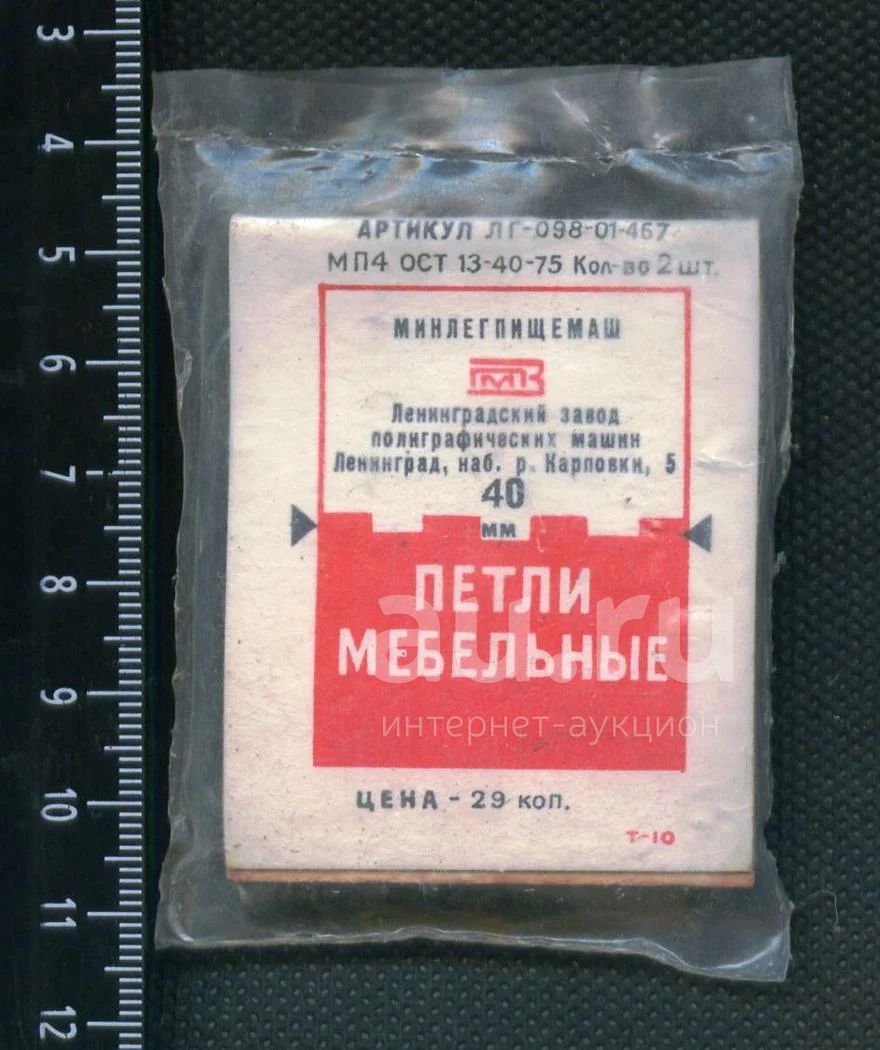 АРТИКУЛ ЛГ-098-01-467
МП4 ОСТ 13-40-75 Кол-во 2 шт.
МИНЛЕГПИЩЕМАШ
Ленинградский завод
полиграфических машин
Ленинград, наб. р. Карповки, 5
40
мм
ПЕТЛИ
МЕБЕЛЬНЫЕ
au.ru
интернет-аукцион
ЦЕНА - 29 коп.
Т-10
3
4
5
6
7
8
9
10
11
12